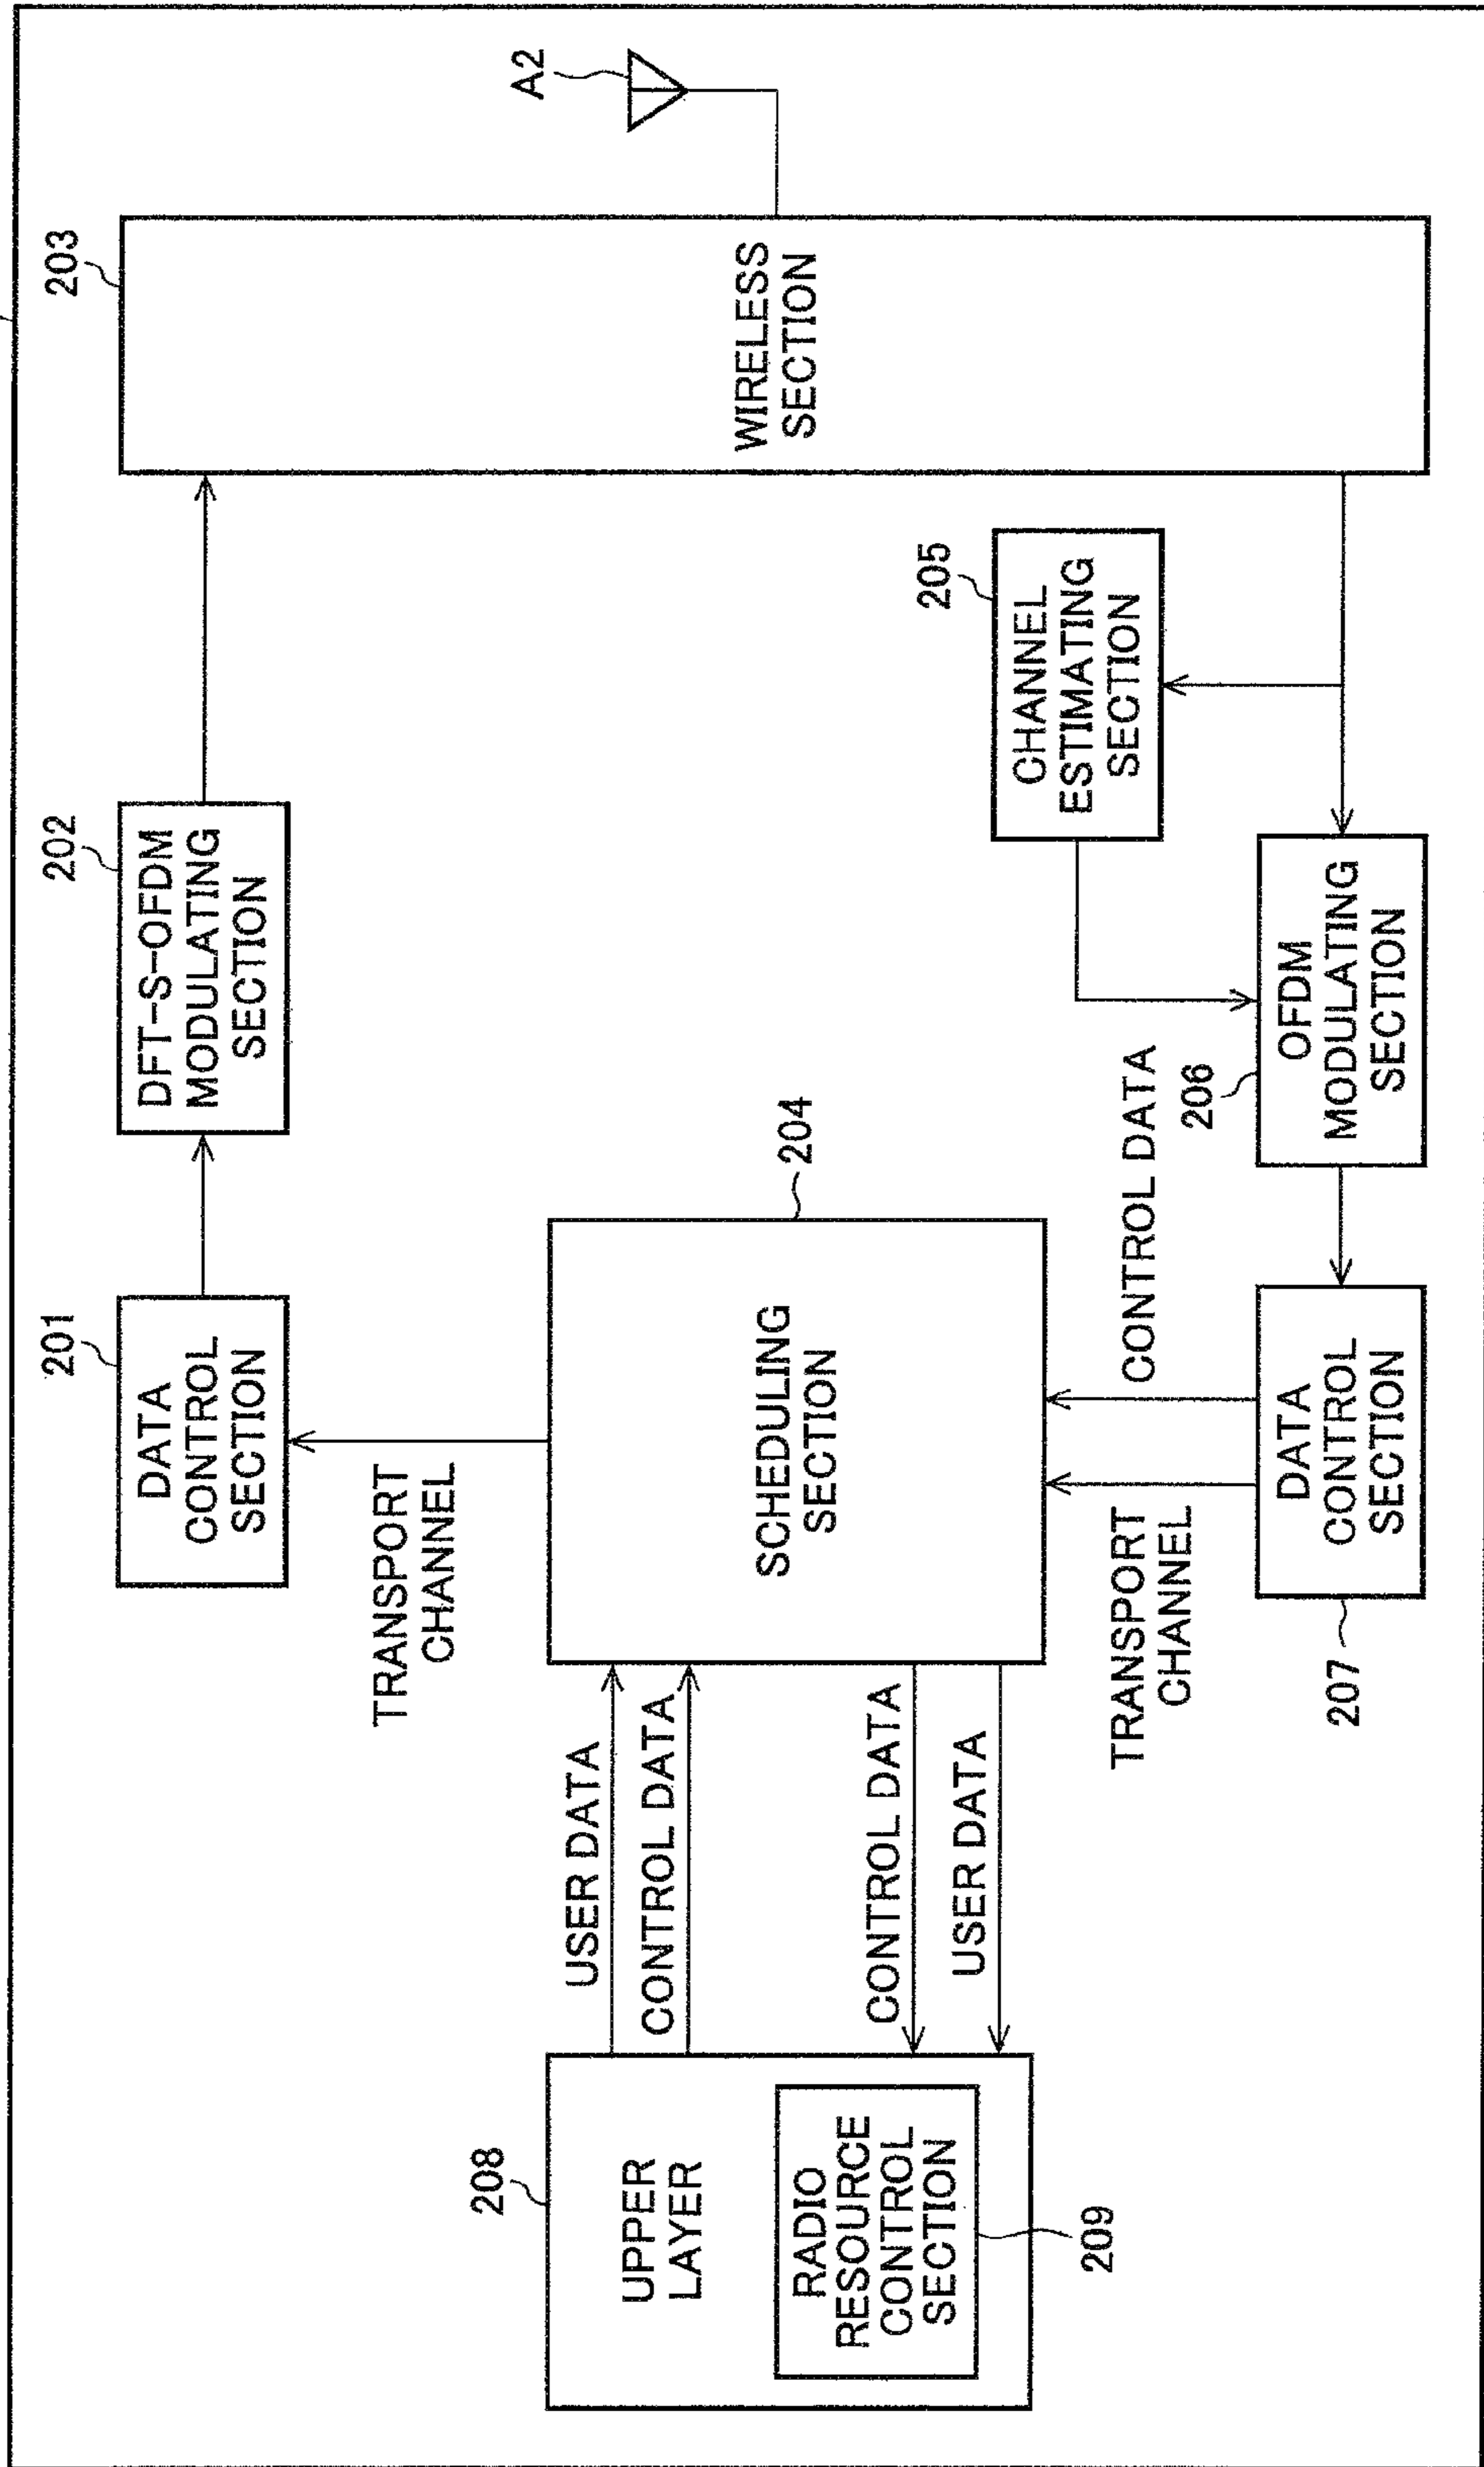 201
DATA
CONTROL
SECTION
202
DFT-S-OFDM
MODULATING
SECTION
203
WIRELESS
SECTION
A2
TRANSPORT
CHANNEL
208
UPPER
LAYER
RADIO
RESOURCE
CONTROL
SECTION
209
USER DATA
CONTROL DATA
CONTROL DATA
USER DATA
SCHEDULING
SECTION
204
TRANSPORT
CHANNEL
CONTROL DATA
205
CHANNEL
ESTIMATING
SECTION
207
DATA
CONTROL
SECTION
206
OFDM
MODULATING
SECTION